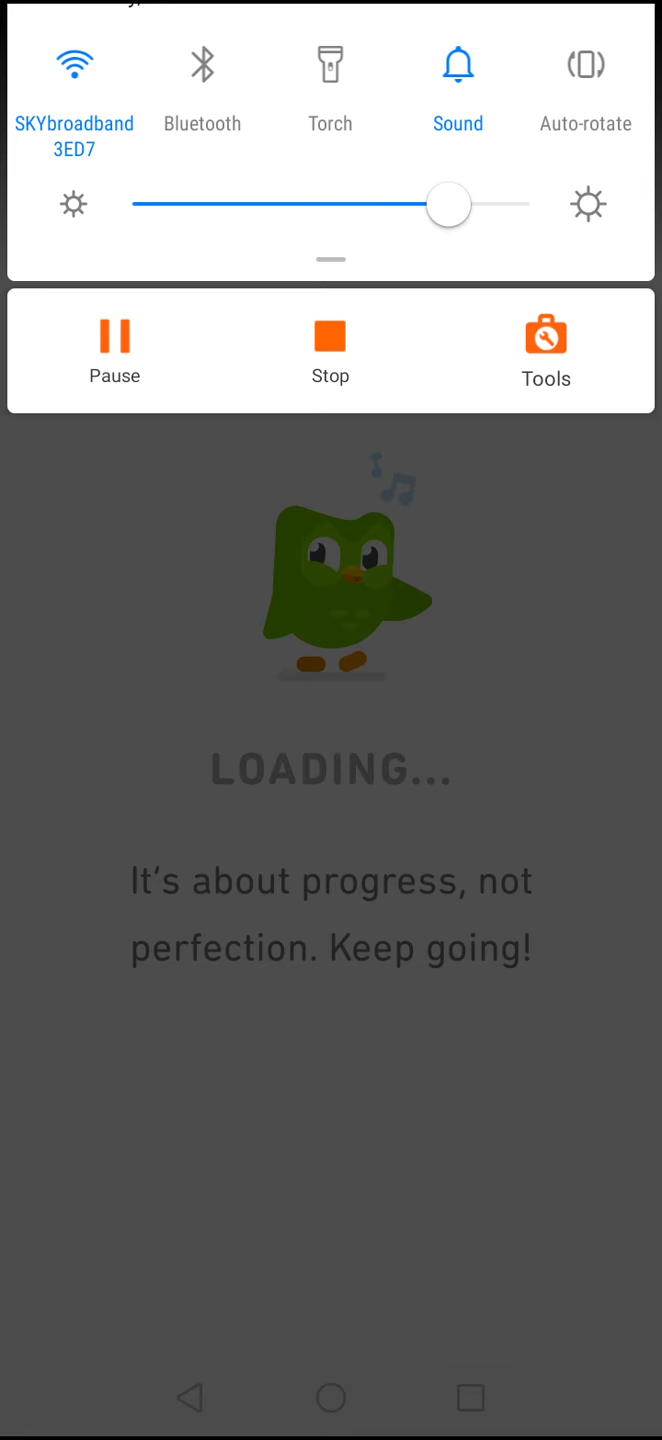 SKYbroadband
3ED7
Bluetooth
Torch
Sound
Auto-rotate
Pause
Stop
Tools
LOADING...
It's about progress, not
perfection. Keep going!